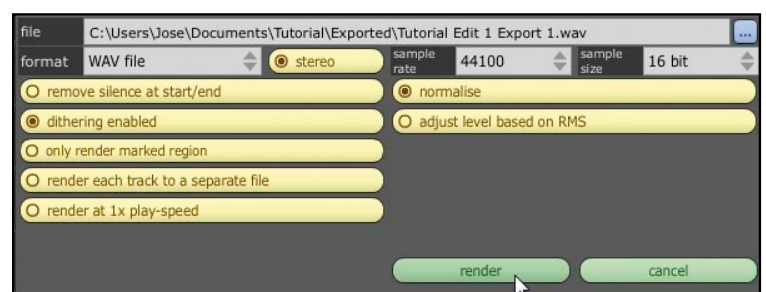 file C:\Users\Jose\Documents\Tutorial\Exported\Tutorial Edit 1 Export 1.wav ...
format WAV file stereo sample rate 44100 sample size 16 bit
remove silence at start/end normalise
dithering enabled adjust level based on RMS
only render marked region
render each track to a separate file
render at 1x play-speed
render cancel